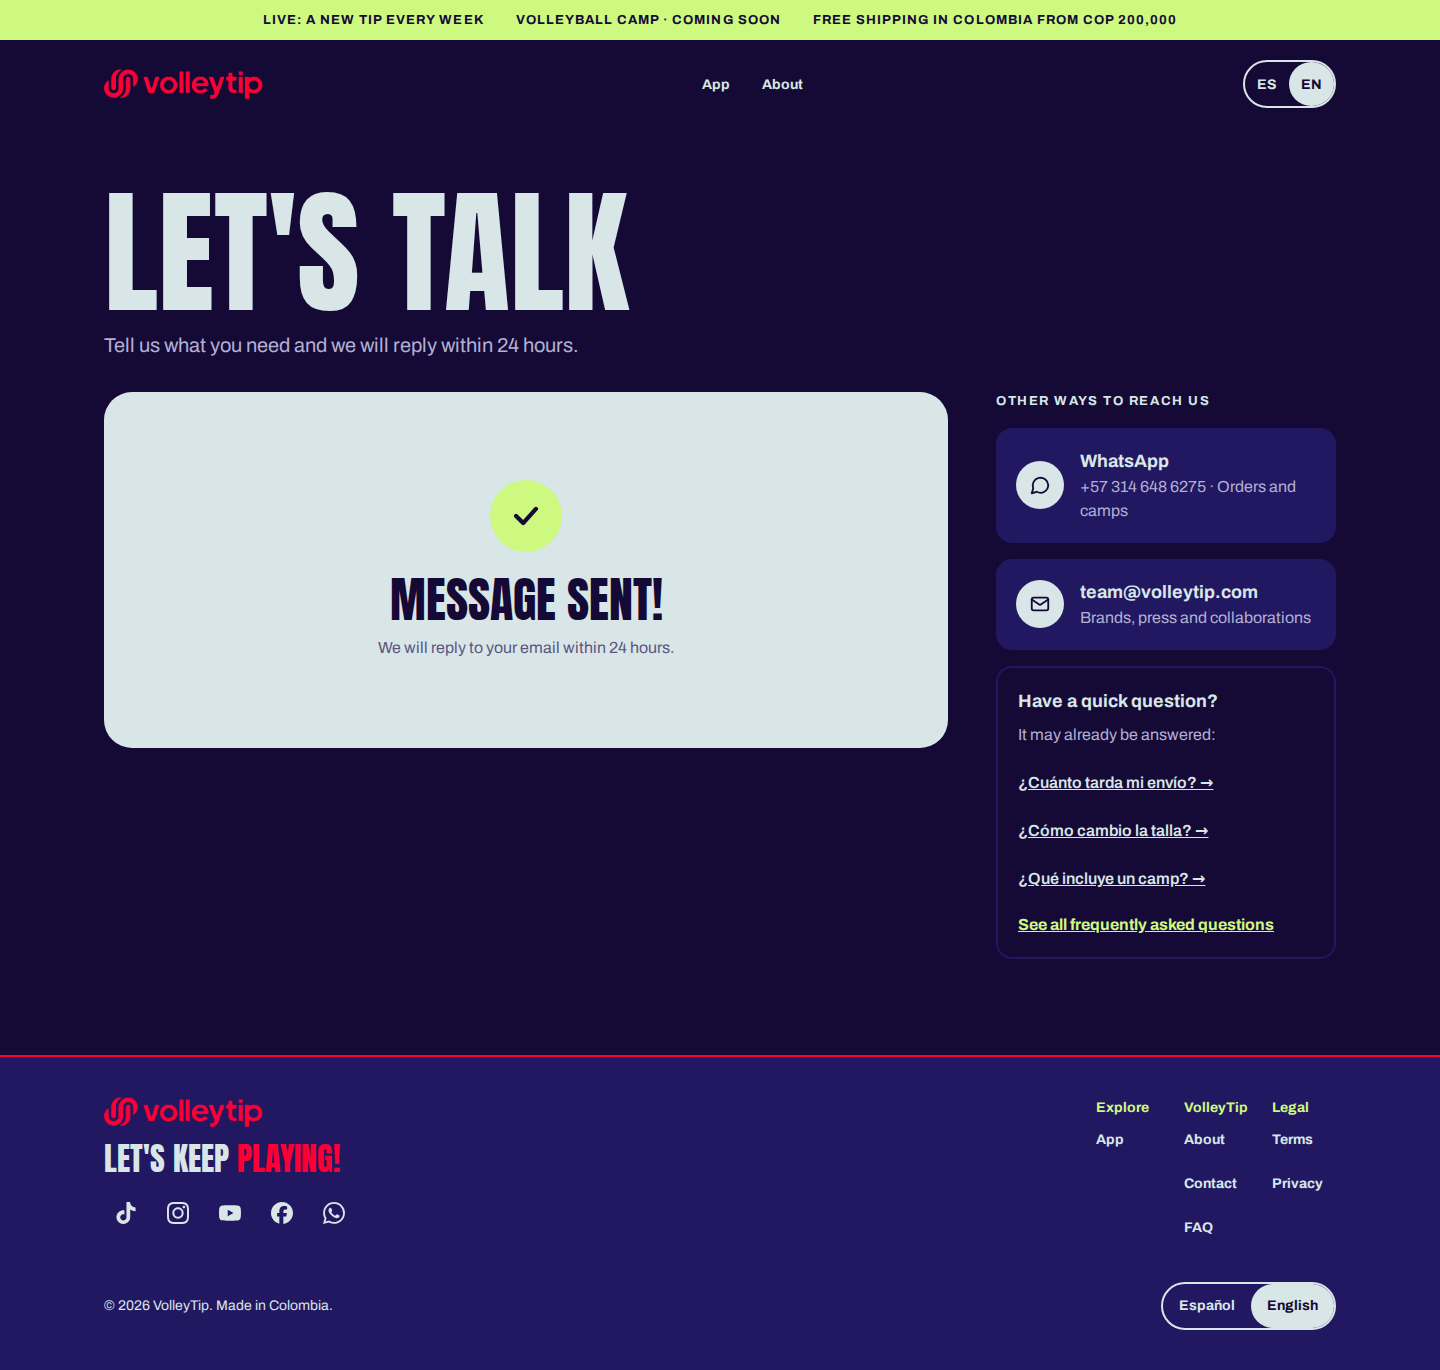 LIVE: A NEW TIP EVERY WEEK VOLLEYBALL CAMP · COMING SOON FREE SHIPPING IN COLOMBIA FROM COP 200,000
volleytip App About ES EN
LET'S TALK
Tell us what you need and we will reply within 24 hours.
MESSAGE SENT!
We will reply to your email within 24 hours.
OTHER WAYS TO REACH US
WhatsApp
+57 314 648 6275 · Orders and
camps
team@volleytip.com
Brands, press and collaborations
Have a quick question?
It may already be answered:
¿Cuánto tarda mi envío? →
¿Cómo cambio la talla? →
¿Qué incluye un camp? →
See all frequently asked questions
volleytip
LET'S KEEP PLAYING!
Explore
App
VolleyTip
About
Contact
FAQ
Legal
Terms
Privacy
© 2026 VolleyTip. Made in Colombia.
Español English